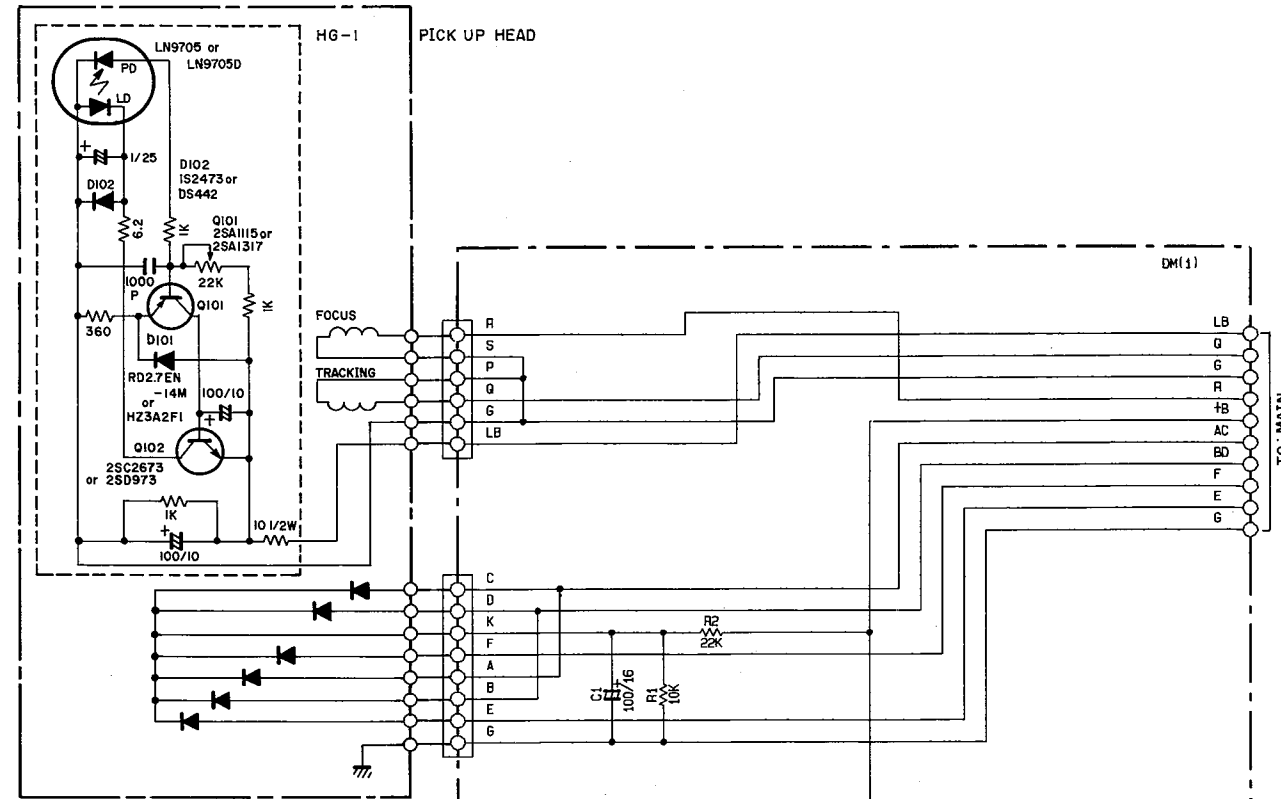 HG-1
PICK UP HEAD
LN9705 or
LN9705D
PD
LD
+
1/25
D102
1S2473 or
DS442
D102
6.2
1K
Q101
2SA1115 or
2SA1317
1000
P
22K
1K
Q101
360
D101
RD2.7EN
-14M
or
HZ3A2F1
100/10
+
Q102
2SC2673
or 2SD973
1K
+
100/10
10 1/2W
FOCUS
TRACKING
R
S
P
Q
G
LB
DM(1)
LB
Q
G
R
+B
AC
BD
F
E
G
TO MAIN
C
D
K
F
A
B
E
G
R2
22K
C1
+
100/16
R1
10K